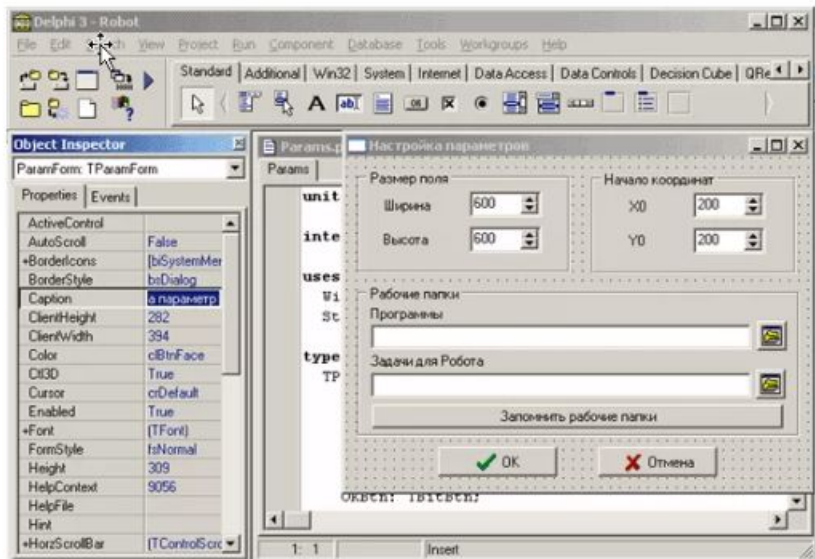 Delphi 3 - Robot
File Edit View Project Run Component Database Tools Workgroups Help
Standard Additional Win32 System Internet Data Access Data Controls Decision Cube QRe
A ab OK
Object Inspector
ParamForm: TParamForm
Properties Events
ActiveControl
AutoScroll False
+BorderIcons [biSystemMer
BorderStyle bsDialog
Caption а параметр
ClientHeight 282
ClientWidth 394
Color clBtnFace
Ctl3D True
Cursor crDefault
Enabled True
+Font (TFont)
FormStyle fsNormal
Height 309
HelpContext 9056
HelpFile
Hint
+HorzScrollBar (TControlScrc
Params.p
Params
unit
inte
uses
Wi
St
type
TP
OKBtn: TBitBtn;
1: 1 Insert
Настройка параметров
Размер поля
Ширина 600
Высота 600
Начало координат
X0 200
Y0 200
Рабочие папки
Программы
Задачи для Робота
Запомнить рабочие папки
OK Отмена